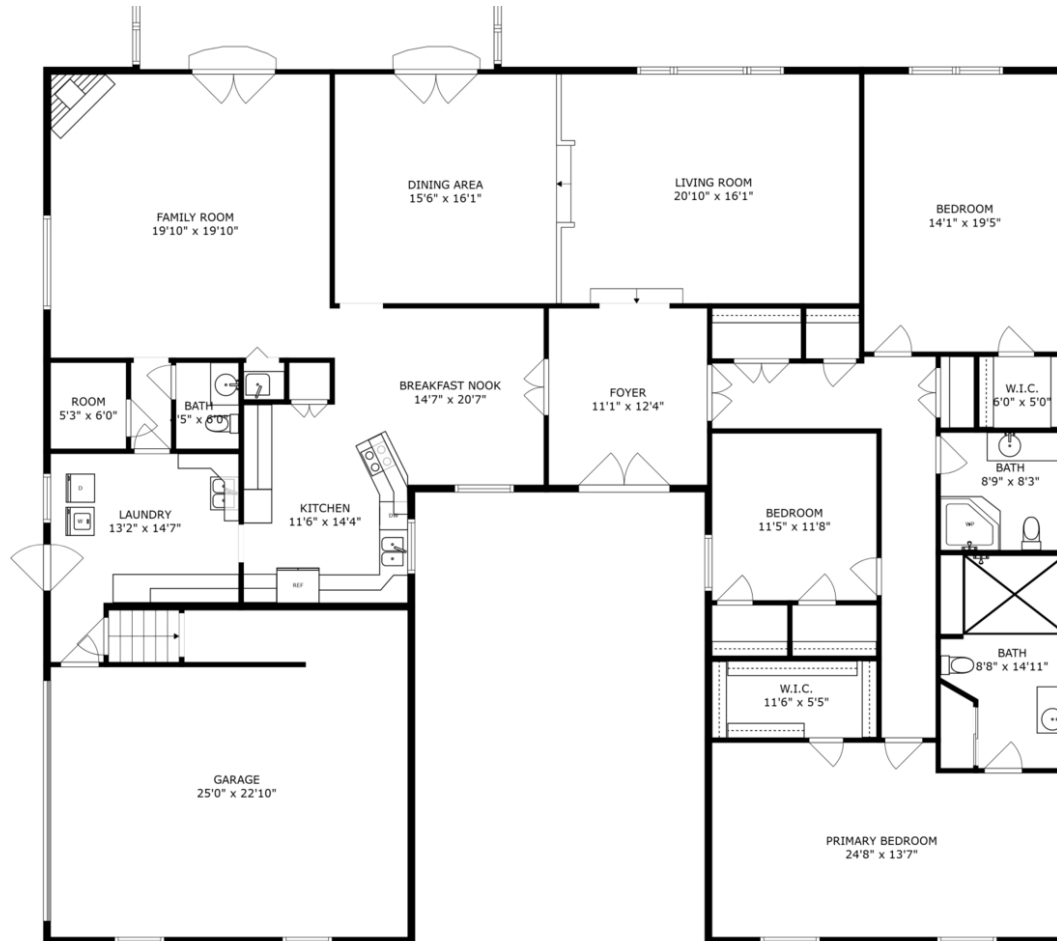 FAMILY ROOM
19'10" x 19'10"
DINING AREA
15'6" x 16'1"
LIVING ROOM
20'10" x 16'1"
BEDROOM
14'1" x 19'5"
ROOM
5'3" x 6'0"
BATH
'5" x 6'0"
BREAKFAST NOOK
14'7" x 20'7"
FOYER
11'1" x 12'4"
W.I.C.
6'0" x 5'0"
BATH
8'9" x 8'3"
D
W
LAUNDRY
13'2" x 14'7"
KITCHEN
11'6" x 14'4"
DW
REF
BEDROOM
11'5" x 11'8"
BATH
8'8" x 14'11"
W.I.C.
11'6" x 5'5"
GARAGE
25'0" x 22'10"
PRIMARY BEDROOM
24'8" x 13'7"